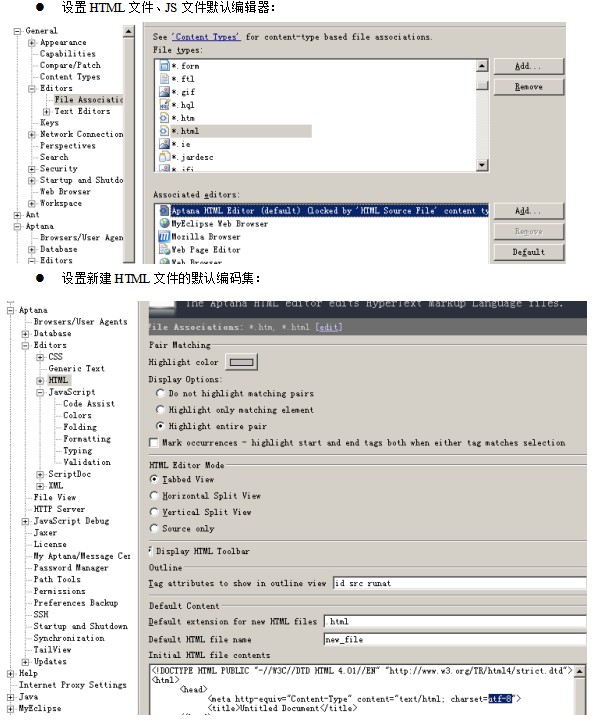 ● 设置 HTML 文件、JS 文件默认编辑器：
General
Appearance
Capabilities
Compare/Patch
Content Types
Editors
File Associatio
Text Editors
Keys
Network Connection
Perspectives
Search
Security
Startup and Shutdo
Web Browser
Workspace
Ant
Aptana
Browsers/User Agen
Database
Editors
See 'Content Types' for content-type based file associations.
File types:
*.form
*.ftl
*.gif
*.hql
*.htm
*.html
*.ie
*.jardesc
*.jfi
Add...
Remove
Associated editors:
Aptana HTML Editor (default) (locked by 'HTML Source File' content ty
MyEclipse Web Browser
Mozilla Browser
Web Page Editor
Web Browser
Add...
Remove
Default
● 设置新建 HTML 文件的默认编码集：
Aptana
Browsers/User Agents
Database
Editors
CSS
Generic Text
HTML
JavaScript
Code Assist
Colors
Folding
Formatting
Typing
Validation
ScriptDoc
XML
File View
HTTP Server
JavaScript Debug
Jaxer
License
My Aptana/Message Cer
Password Manager
Path Tools
Permissions
Preferences Backup
SSH
Startup and Shutdown
Synchronization
TailView
Updates
Help
Internet Proxy Settings
Java
MyEclipse
The Aptana HTML editor edits HyperText Markup Language files.
File Associations: *.htm, *.html [edit]
Pair Matching
Highlight color
Display Options:
Do not highlight matching pairs
Highlight only matching element
Highlight entire pair
Mark occurrences - highlight start and end tags both when either tag matches selection
HTML Editor Mode
Tabbed View
Horizontal Split View
Vertical Split View
Source only
Display HTML Toolbar
Outline
Tag attributes to show in outline view id src runat
Default Content
Default extension for new HTML files .html
Default HTML file name new_file
Initial HTML file contents
<!DOCTYPE HTML PUBLIC "-//W3C//DTD HTML 4.01//EN" "http://www.w3.org/TR/html4/strict.dtd">
<html>
<head>
<meta http-equiv="Content-Type" content="text/html; charset=utf-8">
<title>Untitled Document</title>